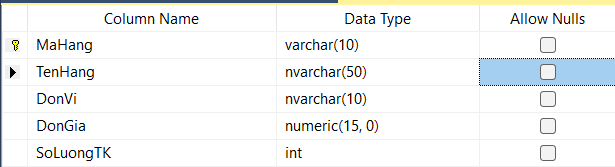 Column Name Data Type Allow Nulls
MaHang varchar(10)
TenHang nvarchar(50)
DonVi nvarchar(10)
DonGia numeric(15, 0)
SoLuongTK int